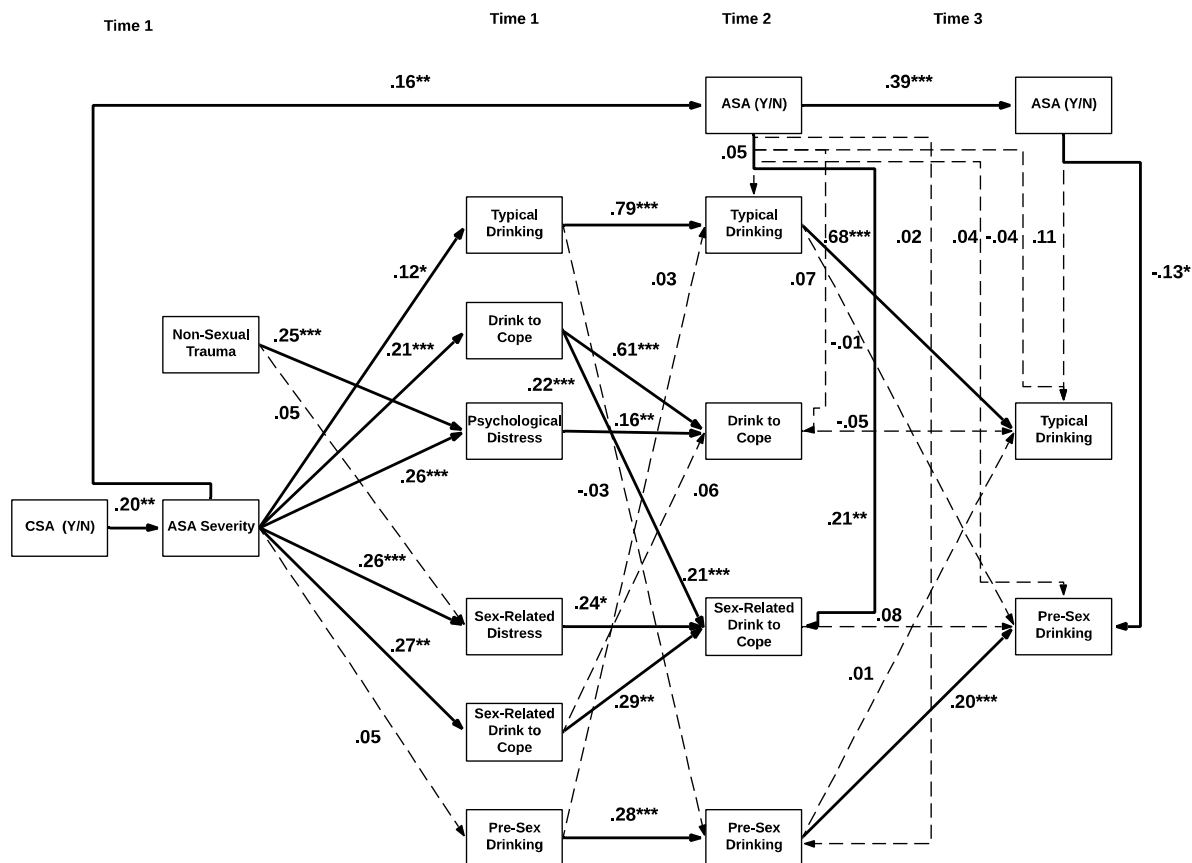 Time 1
Time 1
Time 2
Time 3
.16**
ASA (Y/N)
.39***
ASA (Y/N)
.05
Typical
Drinking
.79***
Typical
Drinking
.68***
.02
.04
-.04
.11
-.13*
.12*
.03
.07
Non-Sexual
Trauma
.25***
Drink to
Cope
.21***
.61***
-.01
.22***
.05
Psychological
Distress
.16**
Drink to
Cope
-.05
Typical
Drinking
.26***
-.03
.06
CSA (Y/N)
.20**
ASA Severity
.21**
.26***
.21***
Sex-Related
Distress
.24*
Sex-Related
Drink to
Cope
.08
Pre-Sex
Drinking
.27**
.01
Sex-Related
Drink to
Cope
.29**
.20***
.05
Pre-Sex
Drinking
.28***
Pre-Sex
Drinking